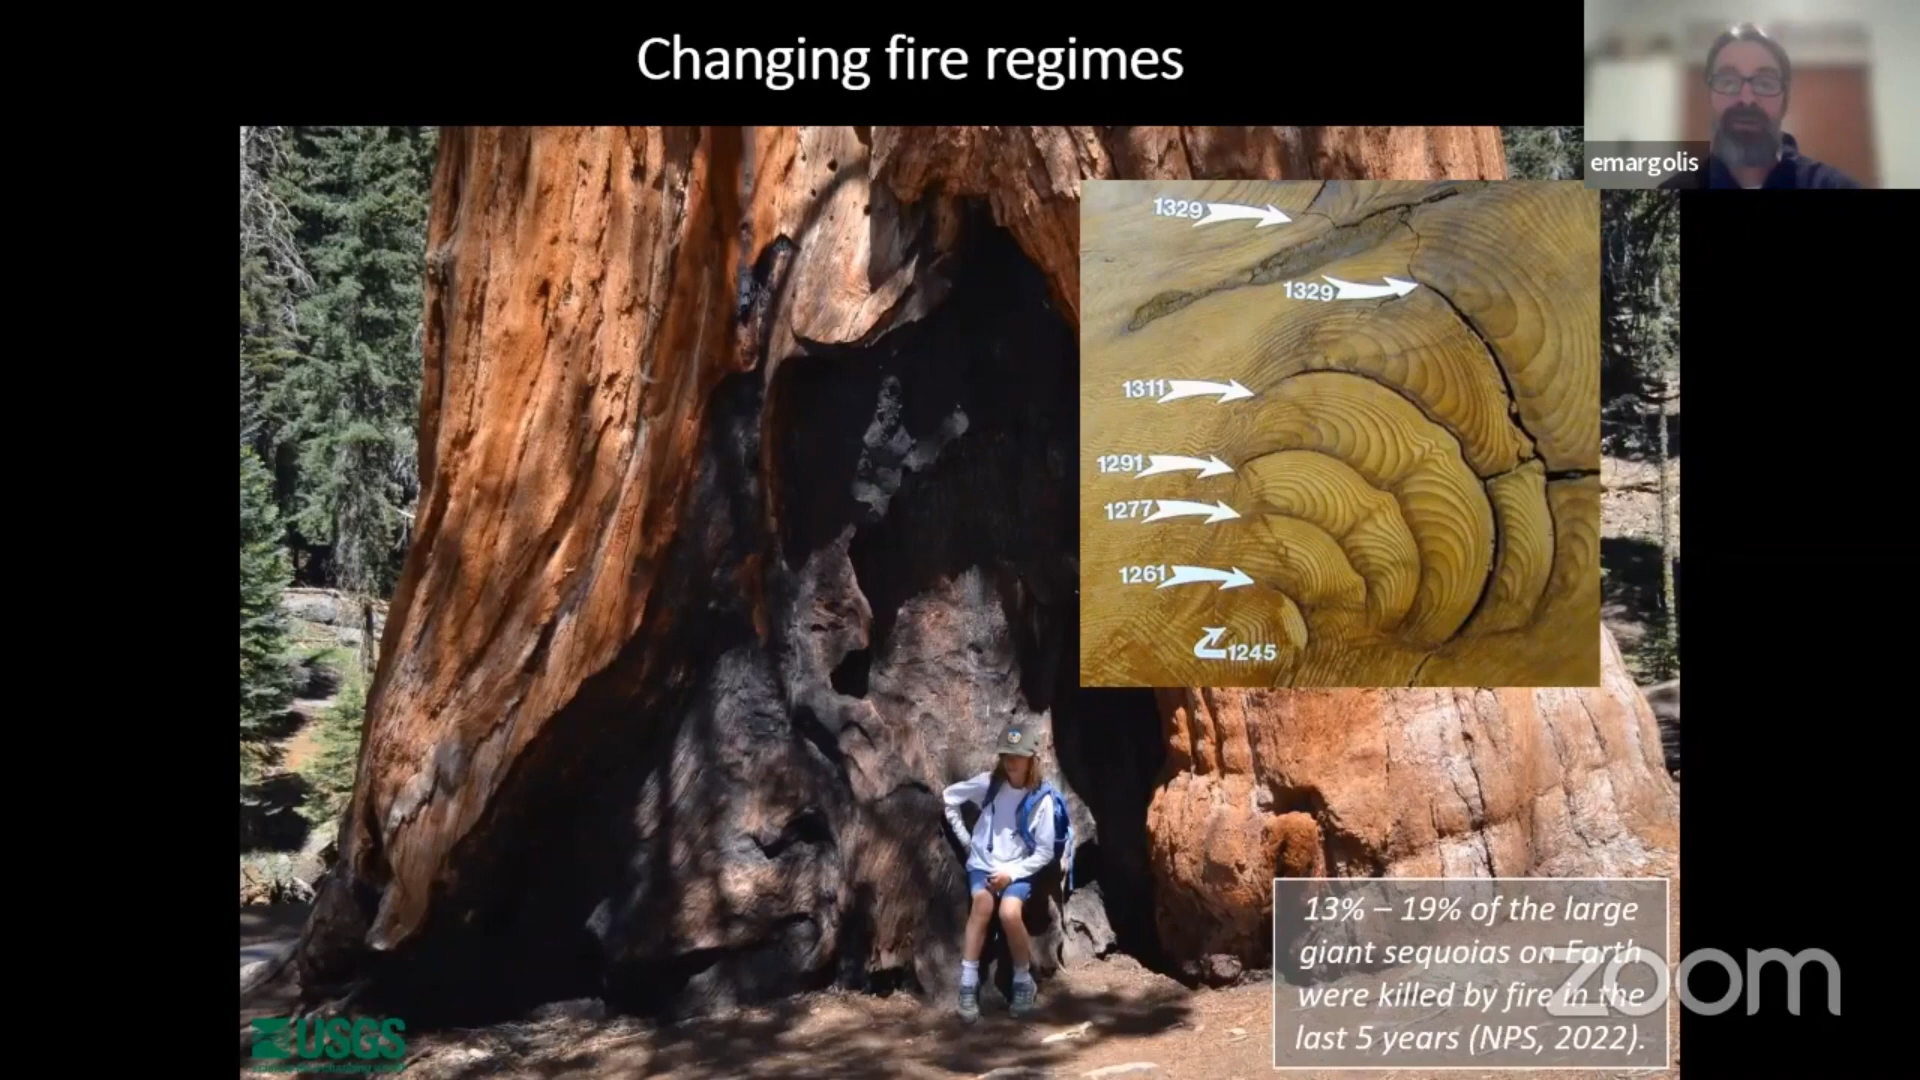 Changing fire regimes
emargolis
1329
1329
1311
1291
1277
1261
1245
13% – 19% of the large
giant sequoias on Earth
were killed by fire in the
last 5 years (NPS, 2022).
zoom
USGS